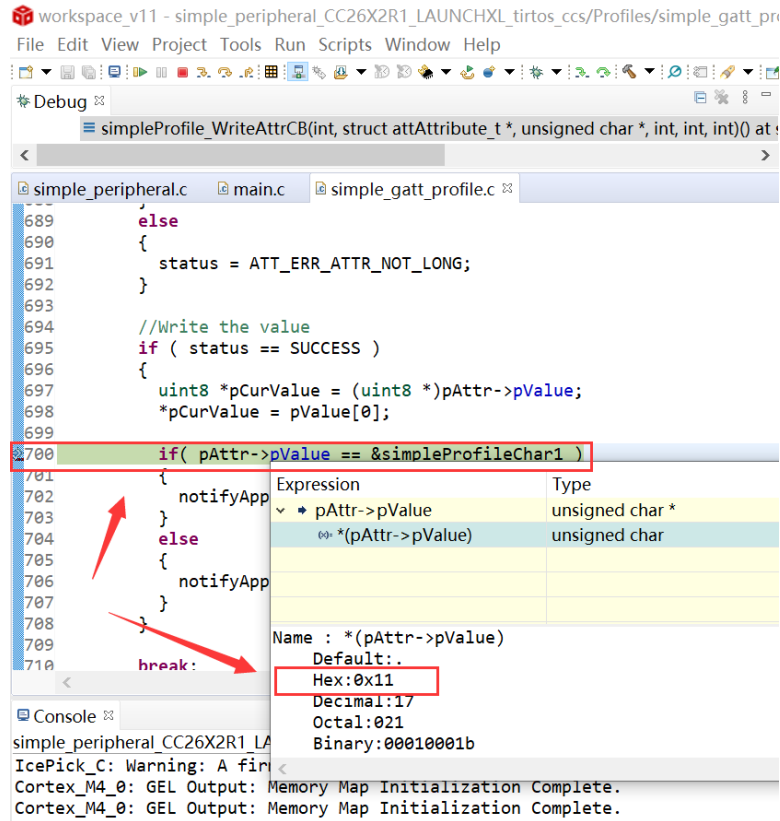 workspace_v11 - simple_peripheral_CC26X2R1_LAUNCHXL_tirtos_ccs/Profiles/simple_gatt_pro
File Edit View Project Tools Run Scripts Window Help
Debug
simpleProfile_WriteAttrCB(int, struct attAttribute_t *, unsigned char *, int, int, int)() at s
simple_peripheral.c main.c simple_gatt_profile.c
688 }
689 else
690 {
691 status = ATT_ERR_ATTR_NOT_LONG;
692 }
693
694 //Write the value
695 if ( status == SUCCESS )
696 {
697 uint8 *pCurValue = (uint8 *)pAttr->pValue;
698 *pCurValue = pValue[0];
699
700 if( pAttr->pValue == &simpleProfileChar1 )
701 {
702 notifyApp
703 }
704 else
705 {
706 notifyApp
707 }
708 }
709
710 break;
Expression Type
pAttr->pValue unsigned char *
*(pAttr->pValue) unsigned char
Name : *(pAttr->pValue)
Default:.
Hex:0x11
Decimal:17
Octal:021
Binary:00010001b
Console
simple_peripheral_CC26X2R1_LA
IcePick_C: Warning: A fir
Cortex_M4_0: GEL Output: Memory Map Initialization Complete.
Cortex_M4_0: GEL Output: Memory Map Initialization Complete.